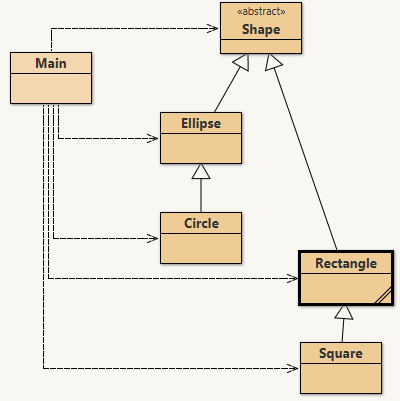 «abstract»
Shape
Main
Ellipse
Circle
Rectangle
Square